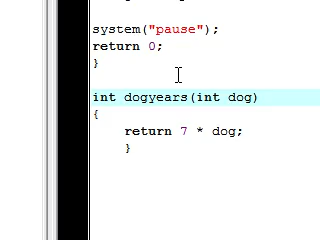 system("pause");
return 0;
}
int dogyears(int dog)
{
return 7 * dog;
}